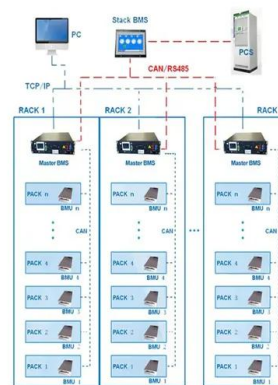 PC
Stack BMS
PCS
CAN/RS485
TCP/IP
RACK 1
Master BMS
PACK n
BMU n
CAN
PACK 4
BMU 4
PACK 3
BMU 3
PACK 2
BMU 2
PACK 1
BMU 1
RACK 2
Master BMS
PACK n
BMU n
CAN
PACK 4
BMU 4
PACK 3
BMU 3
PACK 2
BMU 2
PACK 1
BMU 1
RACK
Master BMS
PACK n
BMU n
CAN
PACK 4
BMU 4
PACK 3
BMU 3
PACK 2
BMU 2
PACK 1
BMU 1